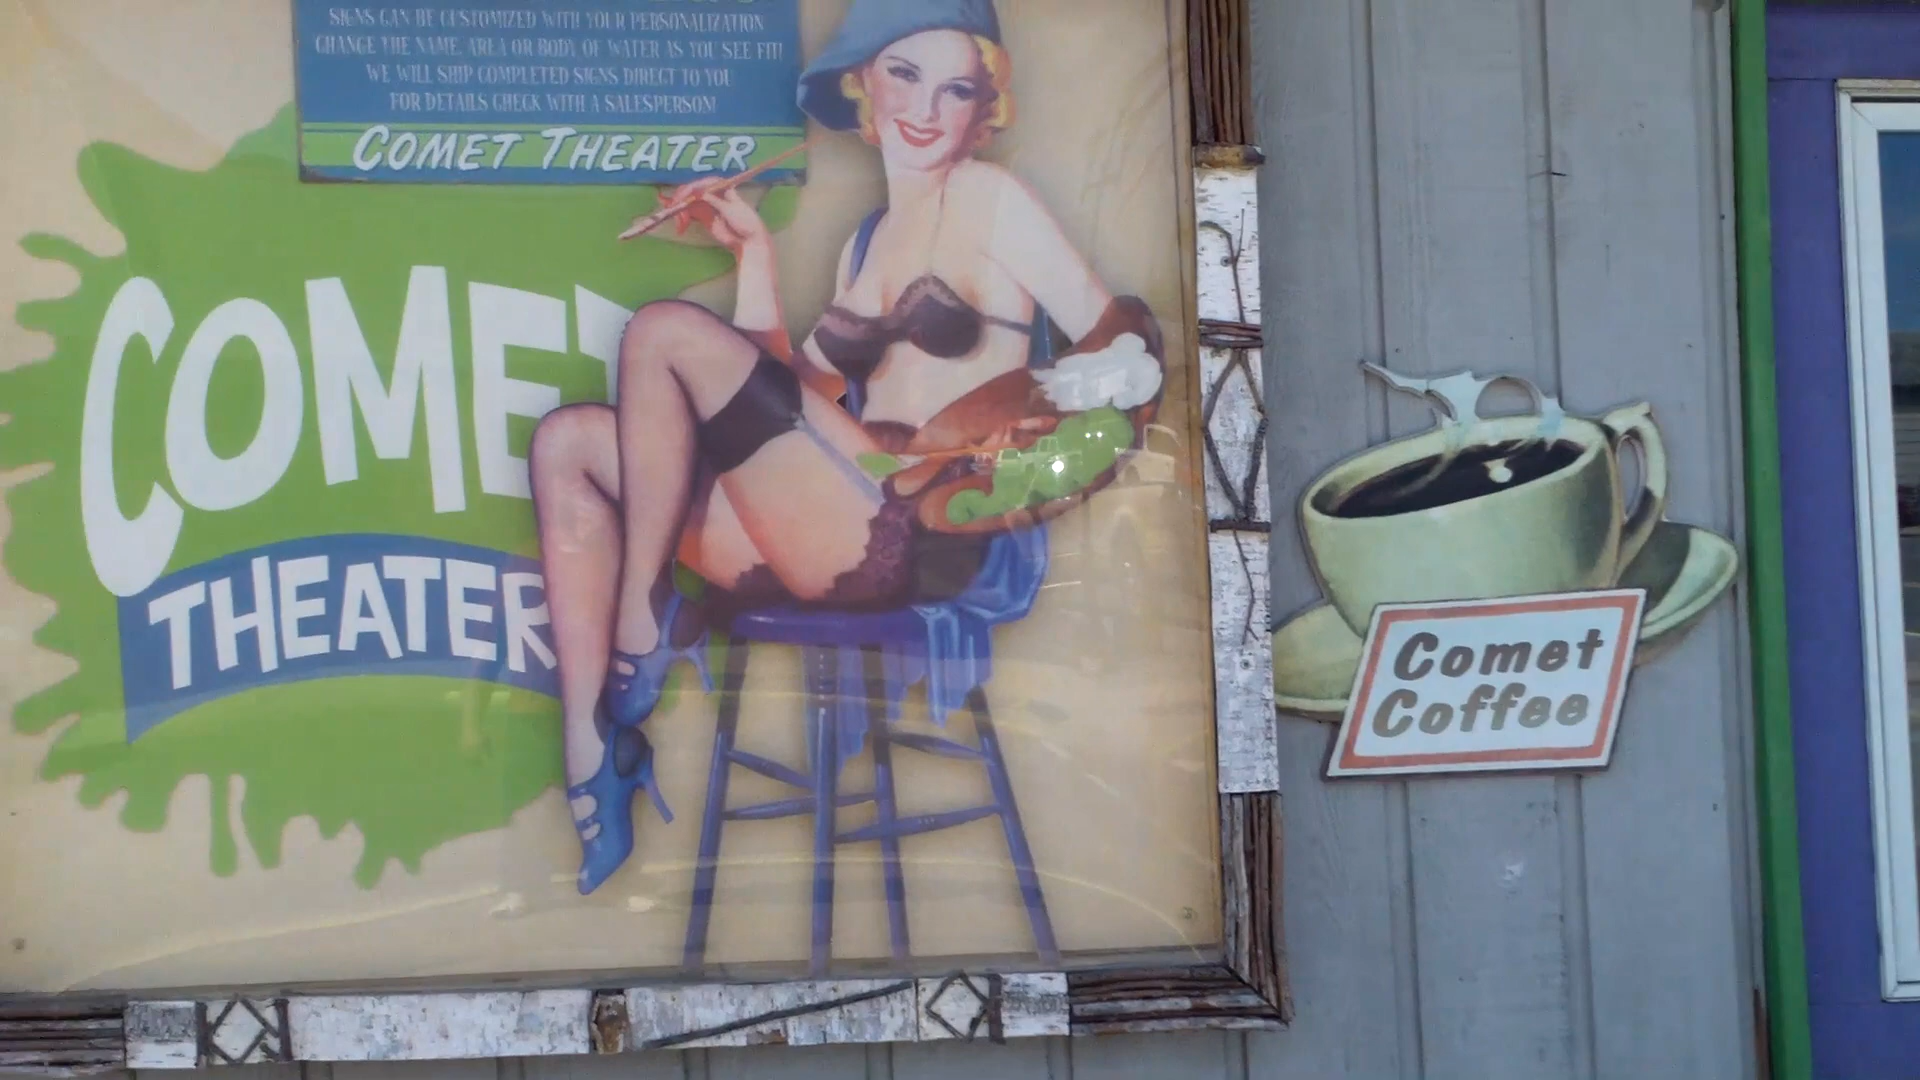 SIGNS CAN BE CUSTOMIZED WITH YOUR PERSONALIZATION
CHANGE THE NAME, AREA OR BODY OF WATER AS YOU SEE FIT!
WE WILL SHIP COMPLETED SIGNS DIRECT TO YOU
FOR DETAILS CHECK WITH A SALESPERSON!
COMET THEATER
COMET
THEATER
Comet
Coffee